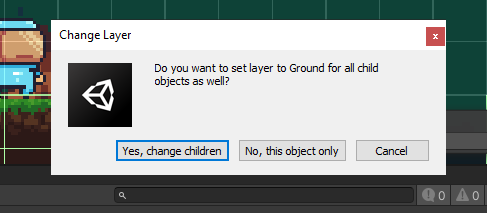 Change Layer
Do you want to set layer to Ground for all child
objects as well?
Yes, change children
No, this object only
Cancel
0
0